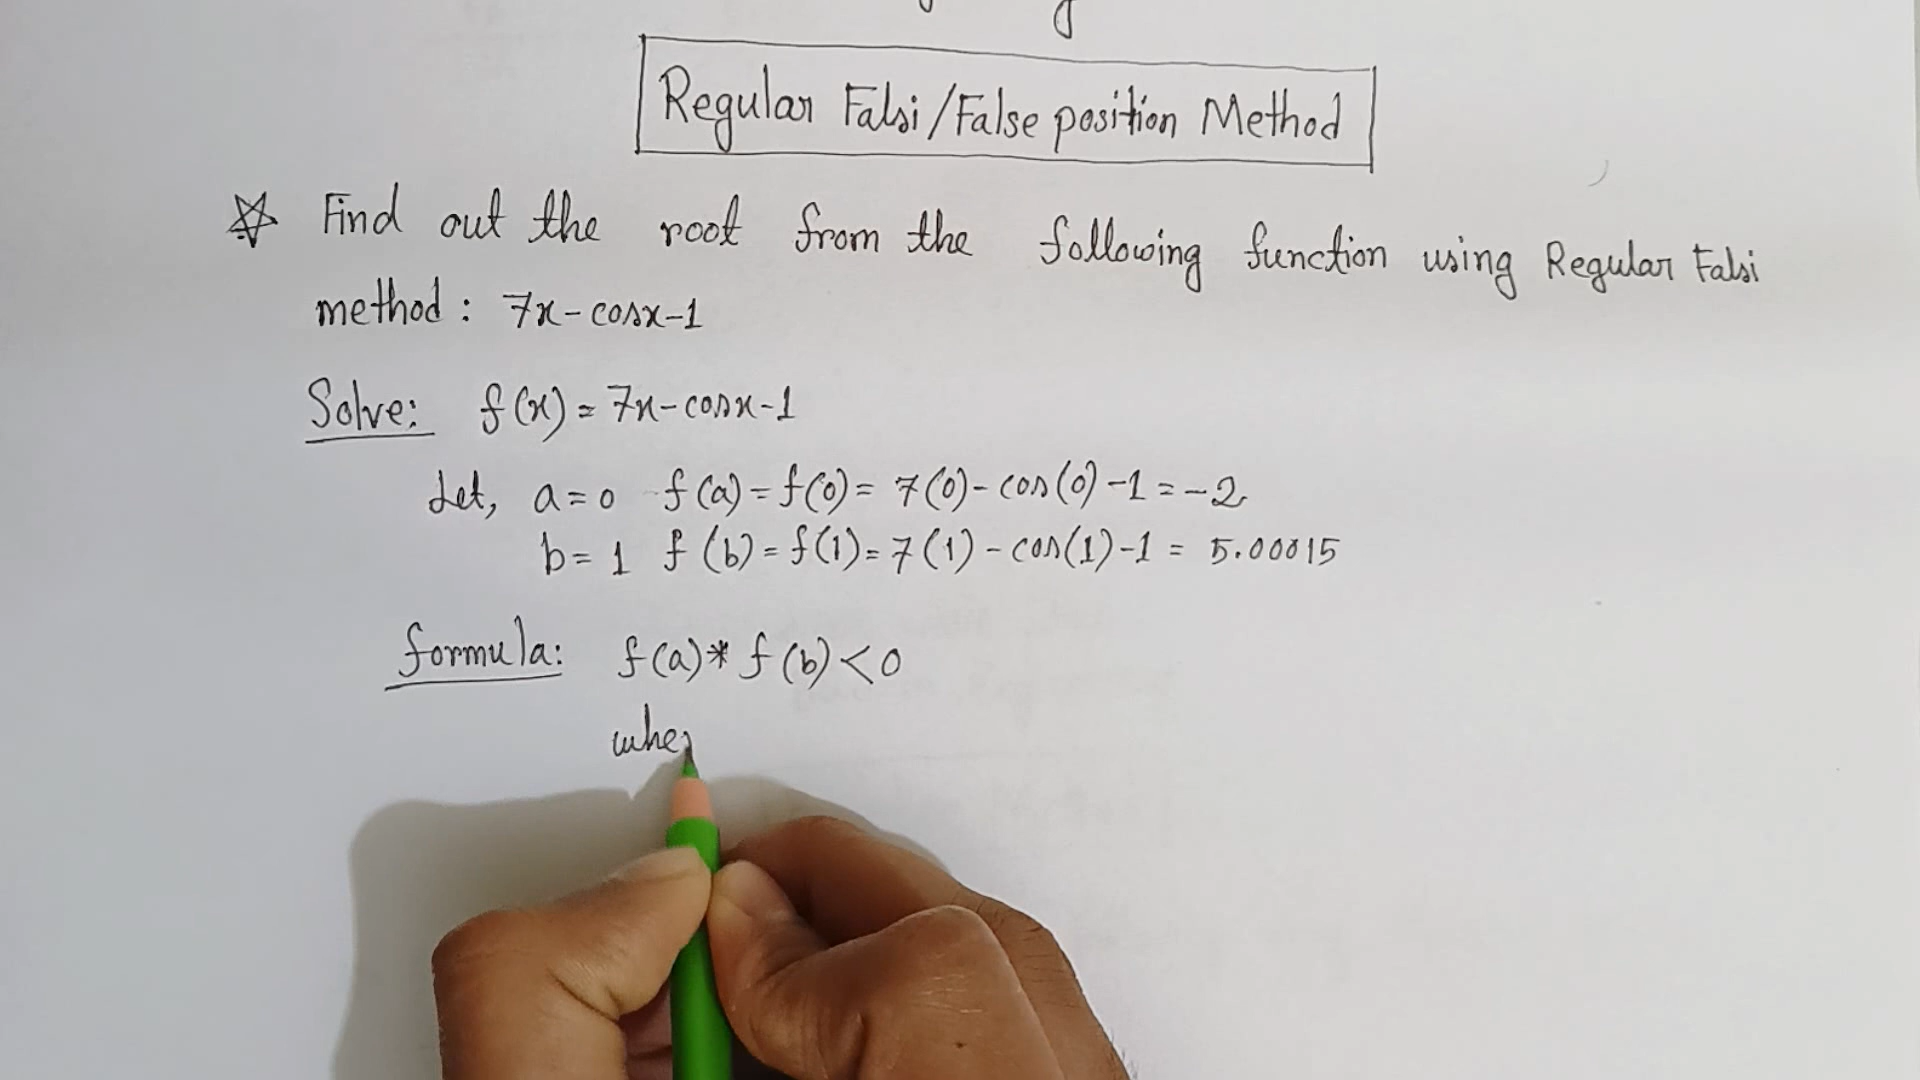 Regular Falsi/False position Method
Find out the root from the following function using Regular Falsi
method: 7x-cosx-1
Solve: f(x) = 7x-cosx-1
Let, a=0 f(a) = f(0) = 7(0)-cos(0)-1 = -2
b=1 f(b) = f(1) = 7(1)-cos(1)-1 = 5.00015
formula: f(a)* f(b)<0
whe